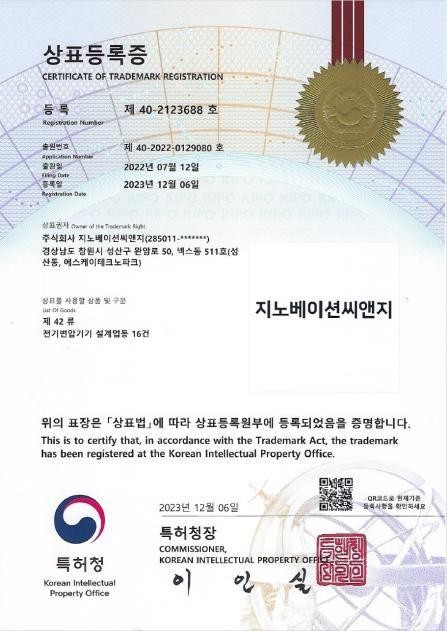 상표등록증
CERTIFICATE OF TRADEMARK REGISTRATION
등 록 제 40-2123688 호
Registration Number
출원번호 제 40-2022-0129080 호
Application Number
출원일 2022년 07월 12일
Filing Date
등록일 2023년 12월 06일
Registration Date
상표권자 Owner of the Trademark Right
주식회사 지노베이션씨앤지(285011-*******)
경상남도 창원시 성산구 완암로 50, 넥스동 511호(성
산동, 에스케이테크노파크)
상표를 사용할 상품 및 구분
List Of Goods
제 42 류
전기변압기기 설계업등 16건
지노베이션씨앤지
위의 표장은 「상표법」에 따라 상표등록원부에 등록되었음을 증명합니다.
This is to certify that, in accordance with the Trademark Act, the trademark
has been registered at the Korean Intellectual Property Office.
2023년 12월 06일
QR코드로 현재기준
등록사항을 확인하세요
특허청
Korean Intellectual
Property Office
특허청장
COMMISSIONER,
KOREAN INTELLECTUAL PROPERTY OFFICE
이 인 실